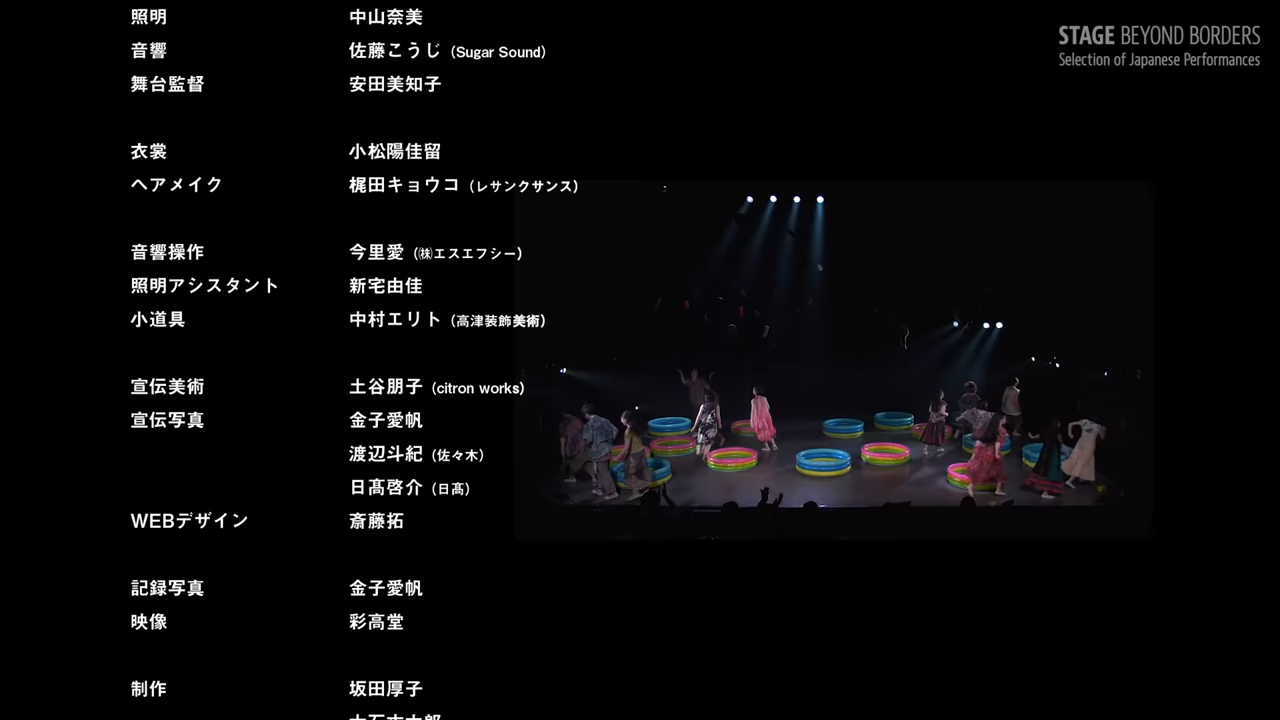 STAGE BEYOND BORDERS
Selection of Japanese Performances
照明 中山奈美
音響 佐藤こうじ（Sugar Sound）
舞台監督 安田美知子
衣裳 小松陽佳留
ヘアメイク 梶田キョウコ（レサンクサンス）
音響操作 今里愛（㈱エスエフシー）
照明アシスタント 新宅由佳
小道具 中村エリト（高津装飾美術）
宣伝美術 土谷朋子（citron works）
宣伝写真 金子愛帆
渡辺斗紀（佐々木）
日髙啓介（日髙）
WEBデザイン 斎藤拓
記録写真 金子愛帆
映像 彩高堂
制作 坂田厚子